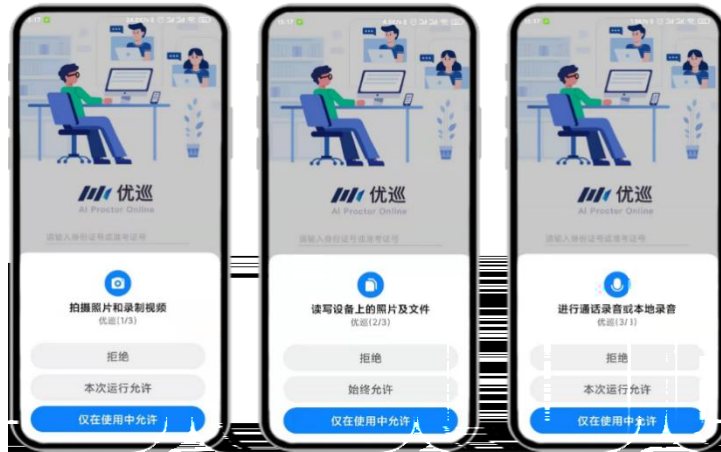 优巡
AI Proctor Online
请输入身份证号或准考证号
拍摄照片和录制视频
优巡(1/3)
拒绝
本次运行允许
仅在使用中允许
15:17
优巡
AI Proctor Online
请输入身份证号或准考证号
读写设备上的照片及文件
优巡(2/3)
拒绝
始终允许
仅在使用中允许
优巡
AI Proctor Online
请输入身份证号或准考证号
进行通话录音或本地录音
优巡(3/3)
拒绝
本次运行允许
仅在使用中允许